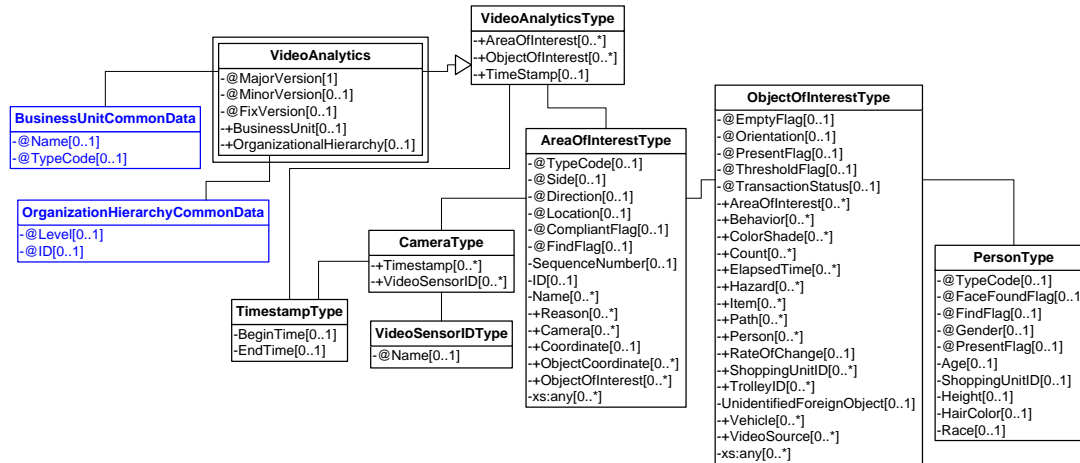 VideoAnalyticsType
-+AreaOfInterest[0..*]
-+ObjectOfInterest[0..*]
-+TimeStamp[0..1]
VideoAnalytics
-@MajorVersion[1]
-@MinorVersion[0..1]
-@FixVersion[0..1]
-+BusinessUnit[0..1]
-+OrganizationalHierarchy[0..1]
BusinessUnitCommonData
-@Name[0..1]
-@TypeCode[0..1]
OrganizationHierarchyCommonData
-@Level[0..1]
-@ID[0..1]
TimestampType
-BeginTime[0..1]
-EndTime[0..1]
CameraType
-+Timestamp[0..*]
-+VideoSensorID[0..*]
VideoSensorIDType
-@Name[0..1]
AreaOfInterestType
-@TypeCode[0..1]
-@Side[0..1]
-@Direction[0..1]
-@Location[0..1]
-@CompliantFlag[0..1]
-@FindFlag[0..1]
-SequenceNumber[0..1]
-ID[0..1]
-Name[0..*]
-+Reason[0..*]
-+Camera[0..*]
-+Coordinate[0..1]
-+ObjectCoordinate[0..*]
-+ObjectOfInterest[0..*]
-xs:any[0..*]
ObjectOfInterestType
-@EmptyFlag[0..1]
-@Orientation[0..1]
-@PresentFlag[0..1]
-@ThresholdFlag[0..1]
-@TransactionStatus[0..1]
-+AreaOfInterest[0..*]
-+Behavior[0..*]
-+ColorShade[0..*]
-+Count[0..*]
-+ElapsedTime[0..*]
-+Hazard[0..*]
-+Item[0..*]
-+Path[0..*]
-+Person[0..*]
-+RateOfChange[0..1]
-+ShoppingUnitID[0..*]
-+TrolleyID[0..*]
-UnidentifiedForeignObject[0..1]
-+Vehicle[0..*]
-+VideoSource[0..*]
-xs:any[0..*]
PersonType
-@TypeCode[0..1]
-@FaceFoundFlag[0..1]
-@FindFlag[0..1]
-@Gender[0..1]
-@PresentFlag[0..1]
-Age[0..1]
-ShoppingUnitID[0..1]
-Height[0..1]
-HairColor[0..1]
-Race[0..1]